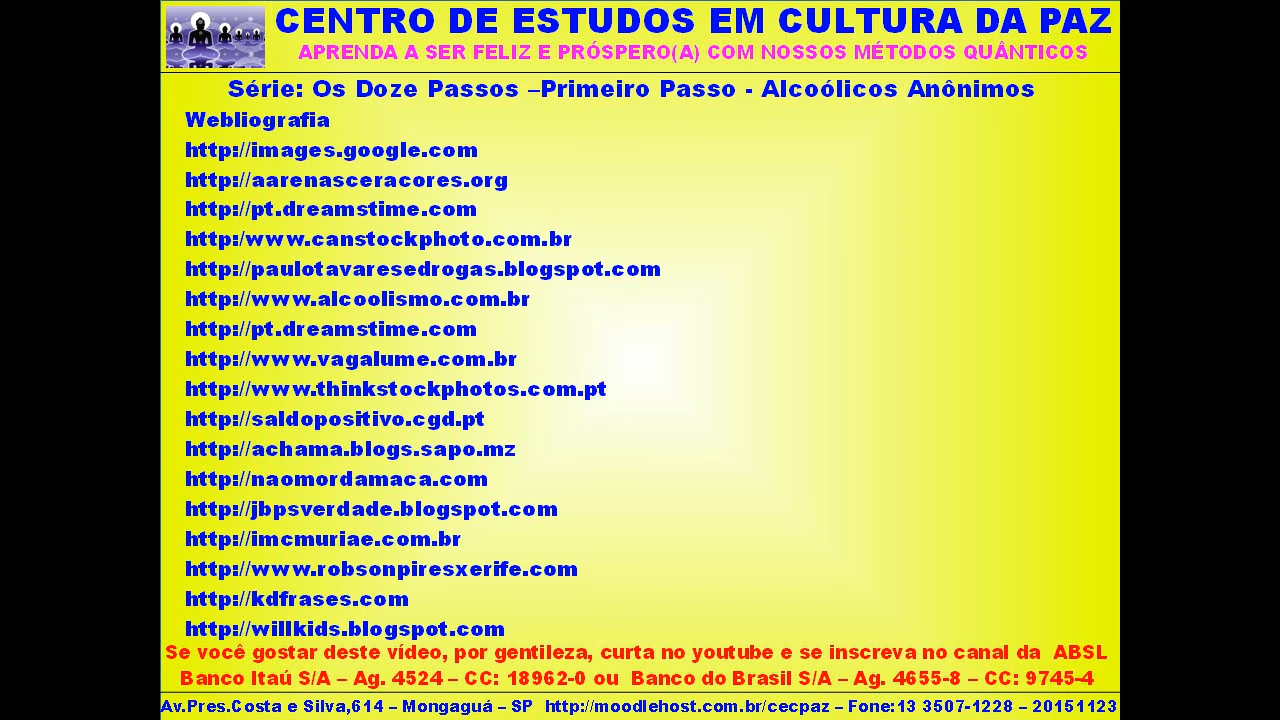 CENTRO DE ESTUDOS EM CULTURA DA PAZ
APRENDA A SER FELIZ E PRÓSPERO(A) COM NOSSOS MÉTODOS QUÂNTICOS
Série: Os Doze Passos –Primeiro Passo - Alcoólicos Anônimos
Webliografia
http://images.google.com
http://aarenasceracores.org
http://pt.dreamstime.com
http:/www.canstockphoto.com.br
http://paulotavaresedrogas.blogspot.com
http://www.alcoolismo.com.br
http://pt.dreamstime.com
http://www.vagalume.com.br
http://www.thinkstockphotos.com.pt
http://saldopositivo.cgd.pt
http://achama.blogs.sapo.mz
http://naomordamaca.com
http://jbpsverdade.blogspot.com
http://imcmuriae.com.br
http://www.robsonpiresxerife.com
http://kdfrases.com
http://willkids.blogspot.com
Se você gostar deste vídeo, por gentileza, curta no youtube e se inscreva no canal da ABSL
Banco Itaú S/A – Ag. 4524 – CC: 18962-0 ou Banco do Brasil S/A – Ag. 4655-8 – CC: 9745-4
Av.Pres.Costa e Silva,614 – Mongaguá – SP http://moodlehost.com.br/cecpaz – Fone:13 3507-1228 – 20151123